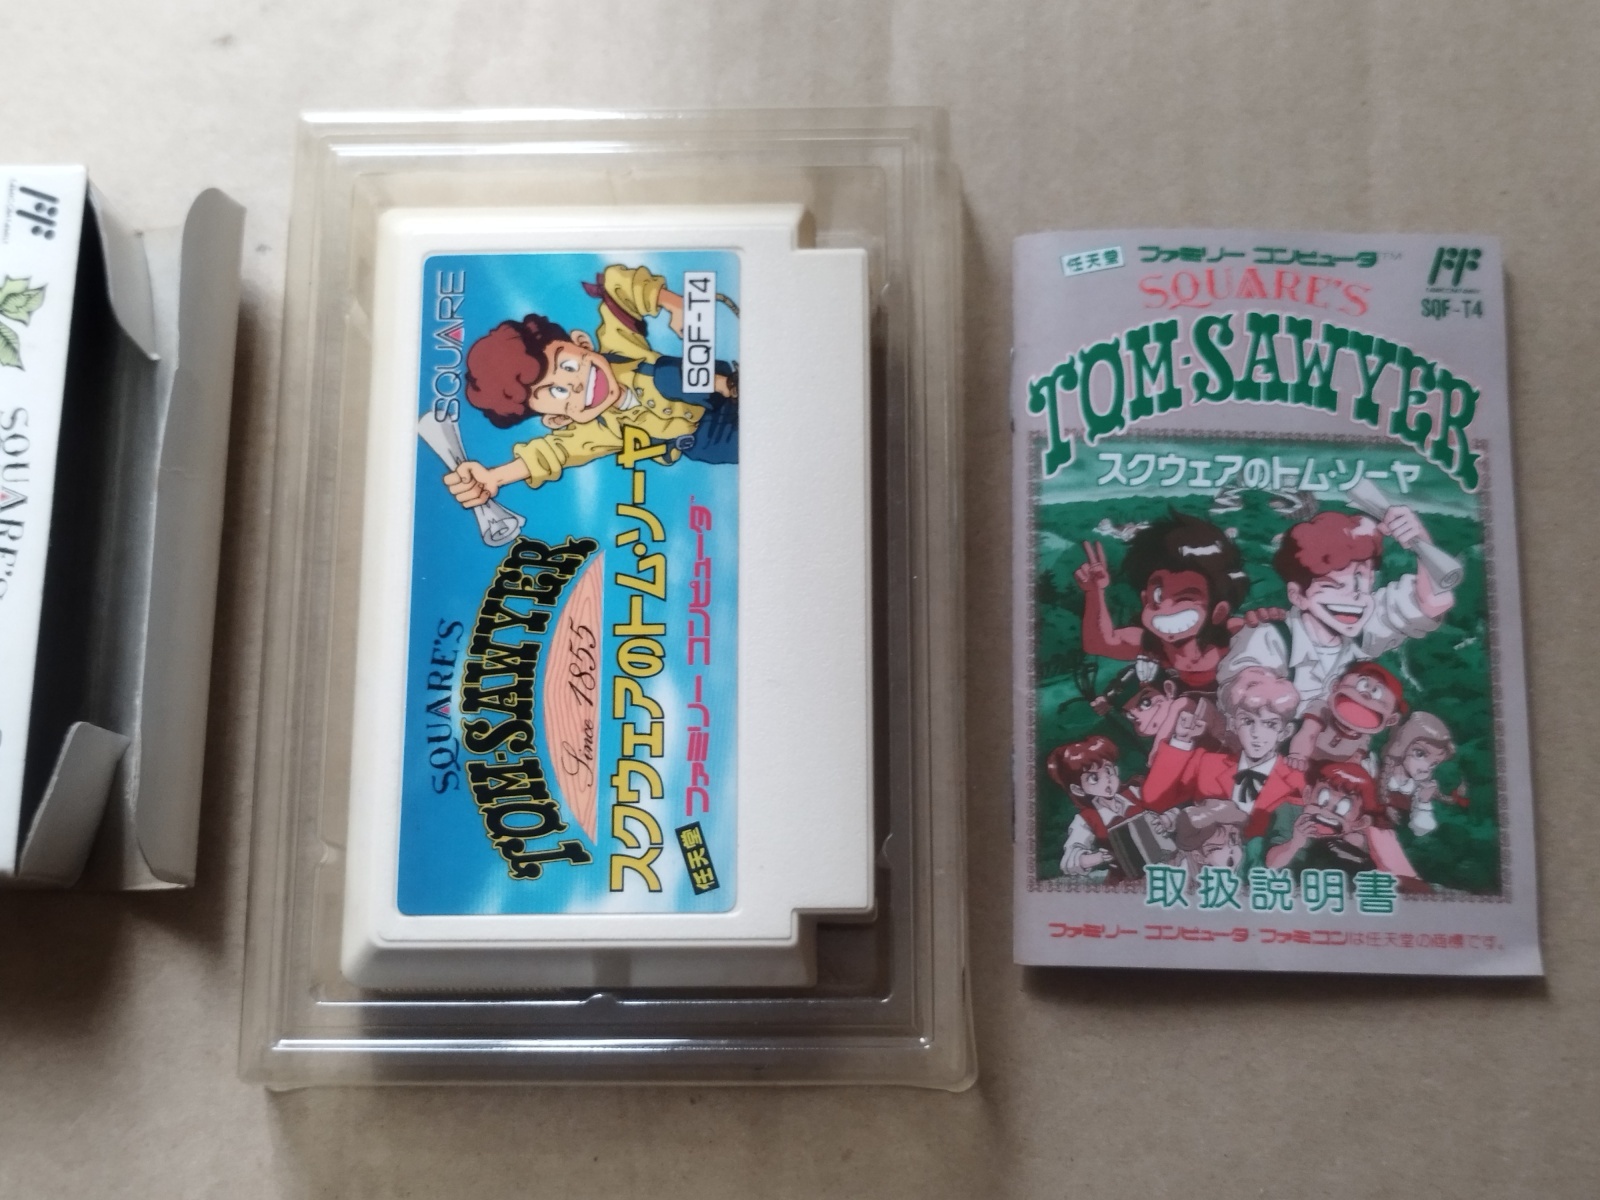 SQUARE'S
SQUARE
SQF-T4
SQUARE'S
TOM·SAWYER
Since 1855
スクウェアのトム・ソーヤ
任天堂 ファミリー コンピュータ™
任天堂 ファミリー コンピュータ™
SQUARE'S
SQF-T4
TOM·SAWYER
スクウェアのトム・ソーヤ
取扱説明書
ファミリー コンピュータ ファミコンは任天堂の商標です。